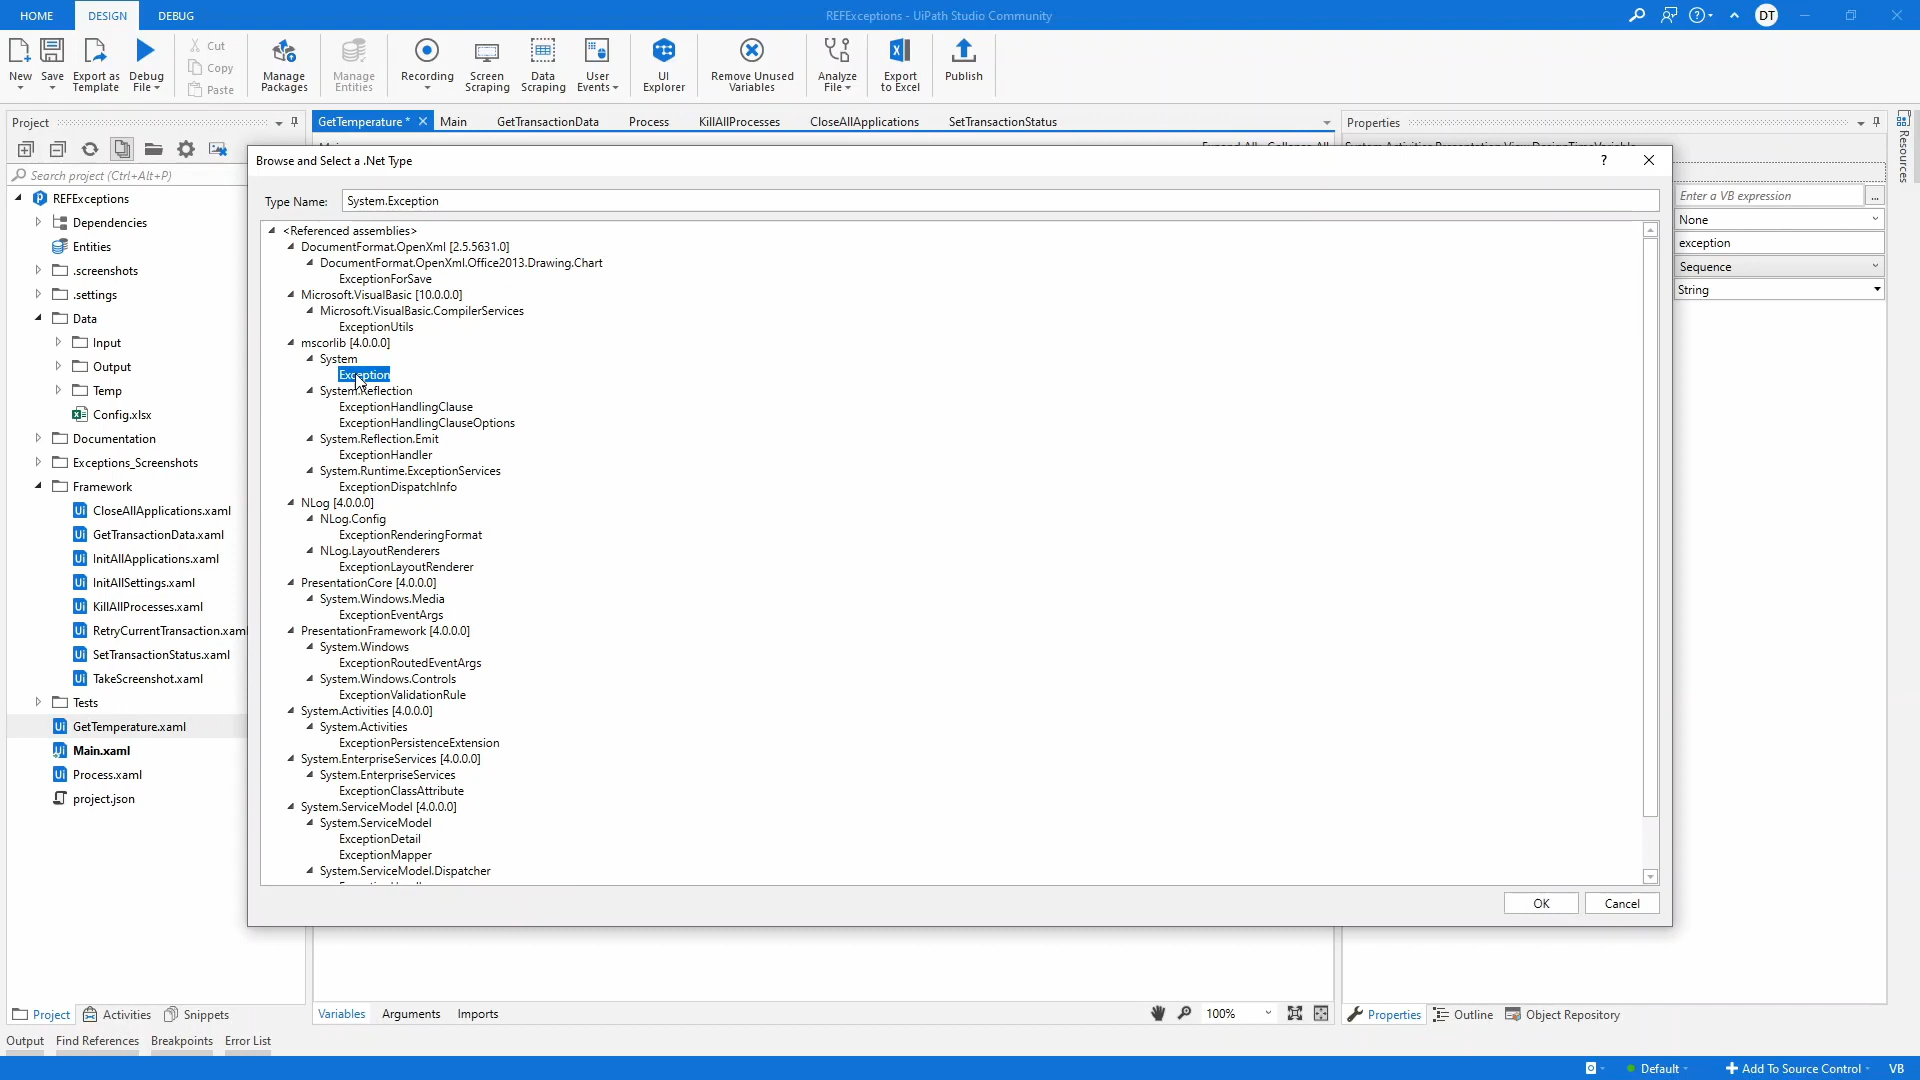 HOME
DESIGN
DEBUG
REFExceptions - UiPath Studio Community
DT
New
Save
Export as Template
Debug File
Cut
Copy
Paste
Manage Packages
Manage Entities
Recording
Screen Scraping
Data Scraping
User Events
UI Explorer
Remove Unused Variables
Analyze File
Export to Excel
Publish
Project
GetTemperature *
Main
GetTransactionData
Process
KillAllProcesses
CloseAllApplications
SetTransactionStatus
Properties
Resources
Search project (Ctrl+Alt+P)
REFExceptions
Dependencies
Entities
.screenshots
.settings
Data
Input
Output
Temp
Config.xlsx
Documentation
Exceptions_Screenshots
Framework
CloseAllApplications.xaml
GetTransactionData.xaml
InitAllApplications.xaml
InitAllSettings.xaml
KillAllProcesses.xaml
RetryCurrentTransaction.xaml
SetTransactionStatus.xaml
TakeScreenshot.xaml
Tests
GetTemperature.xaml
Main.xaml
Process.xaml
project.json
Browse and Select a .Net Type
?
Type Name: System.Exception
<Referenced assemblies>
DocumentFormat.OpenXml [2.5.5631.0]
DocumentFormat.OpenXml.Office2013.Drawing.Chart
ExceptionForSave
Microsoft.VisualBasic [10.0.0.0]
Microsoft.VisualBasic.CompilerServices
ExceptionUtils
mscorlib [4.0.0.0]
System
Exception
System.Reflection
ExceptionHandlingClause
ExceptionHandlingClauseOptions
System.Reflection.Emit
ExceptionHandler
System.Runtime.ExceptionServices
ExceptionDispatchInfo
NLog [4.0.0.0]
NLog.Config
ExceptionRenderingFormat
NLog.LayoutRenderers
ExceptionLayoutRenderer
PresentationCore [4.0.0.0]
System.Windows.Media
ExceptionEventArgs
PresentationFramework [4.0.0.0]
System.Windows
ExceptionRoutedEventArgs
System.Windows.Controls
ExceptionValidationRule
System.Activities [4.0.0.0]
System.Activities
ExceptionPersistenceExtension
System.EnterpriseServices [4.0.0.0]
System.EnterpriseServices
ExceptionClassAttribute
System.ServiceModel [4.0.0.0]
System.ServiceModel
ExceptionDetail
ExceptionMapper
System.ServiceModel.Dispatcher
OK
Cancel
Enter a VB expression
...
None
exception
Sequence
String
Project
Activities
Snippets
Variables
Arguments
Imports
100%
Properties
Outline
Object Repository
Output
Find References
Breakpoints
Error List
Default
Add To Source Control
VB